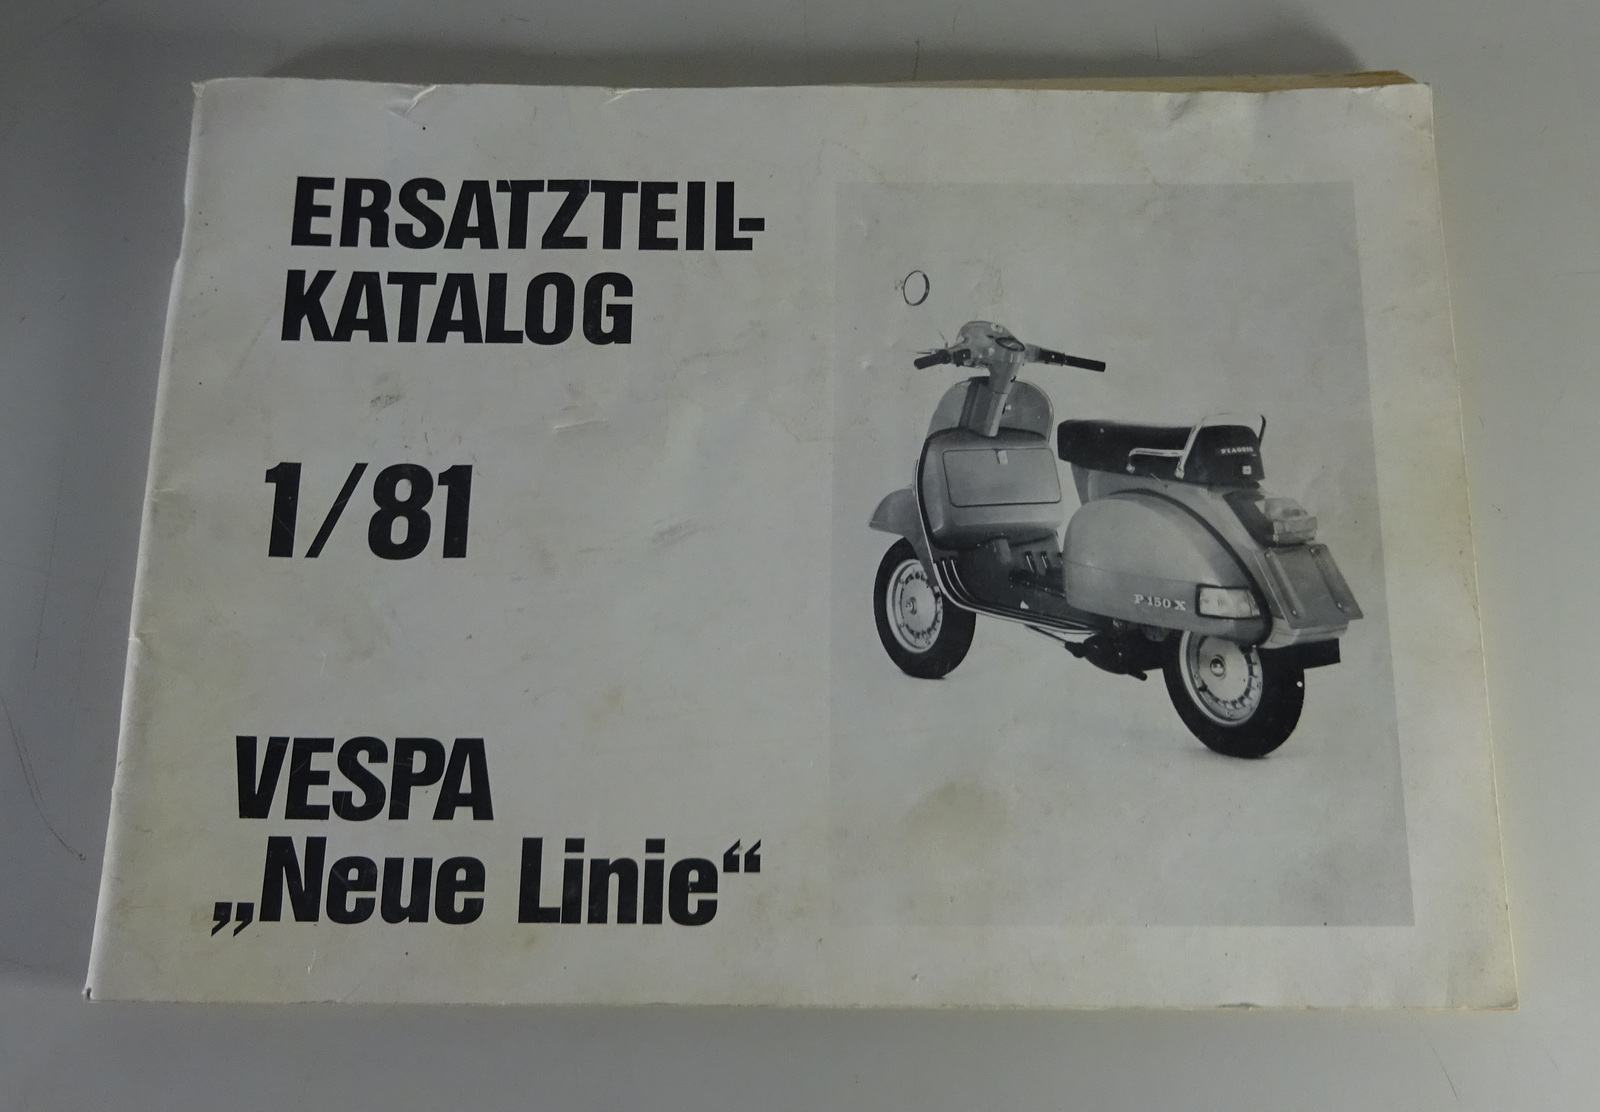 ERSATZTEIL-
KATALOG
1/81
VESPA
„Neue Linie“
PIAGGIO
P 150 X